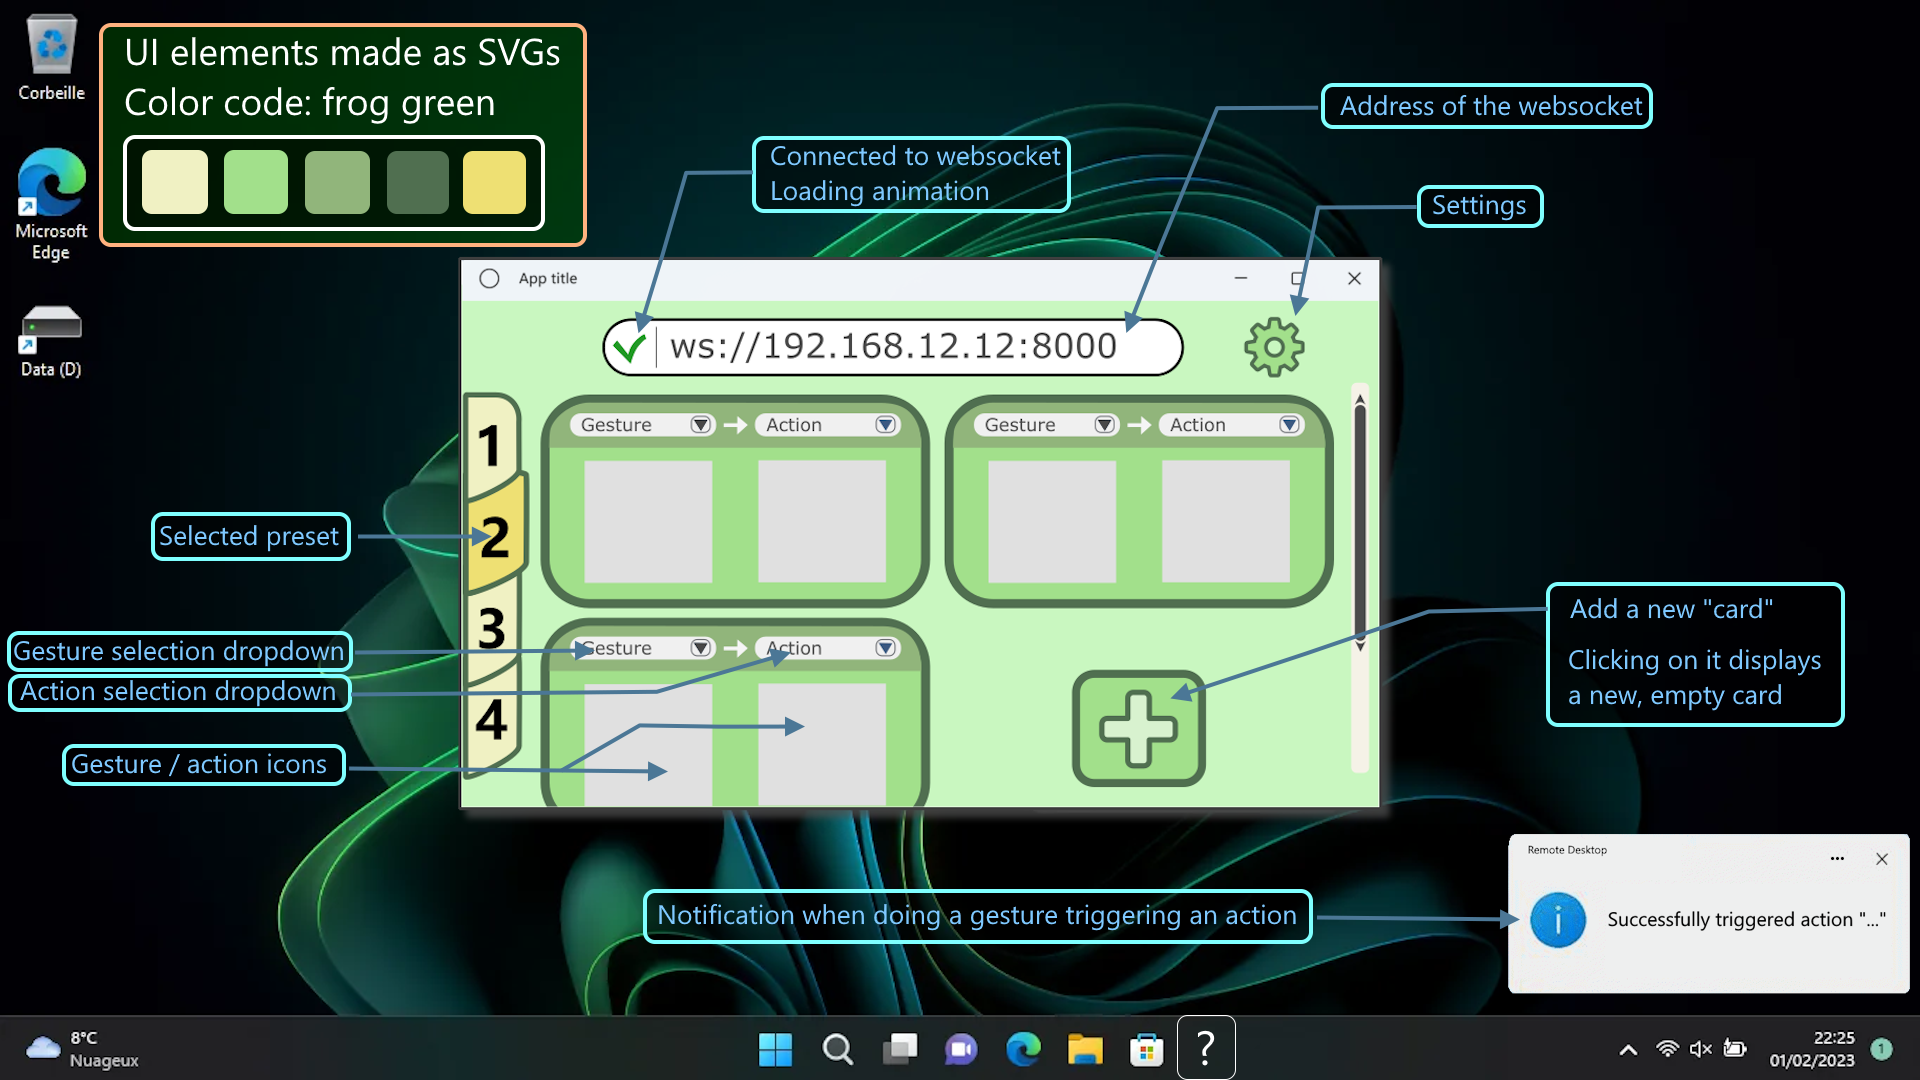 Corbeille
UI elements made as SVGs
Color code: frog green
Microsoft
Edge
Data (D)
Connected to websocket
Loading animation
Address of the websocket
Settings
App title
ws://192.168.12.12:8000
1
2
3
4
Gesture
Action
Gesture
Action
Gesture
Action
Selected preset
Gesture selection dropdown
Action selection dropdown
Gesture / action icons
Add a new "card"
Clicking on it displays
a new, empty card
Notification when doing a gesture triggering an action
Remote Desktop
i
Successfully triggered action "..."
8°C
Nuageux
?
22:25
01/02/2023
1